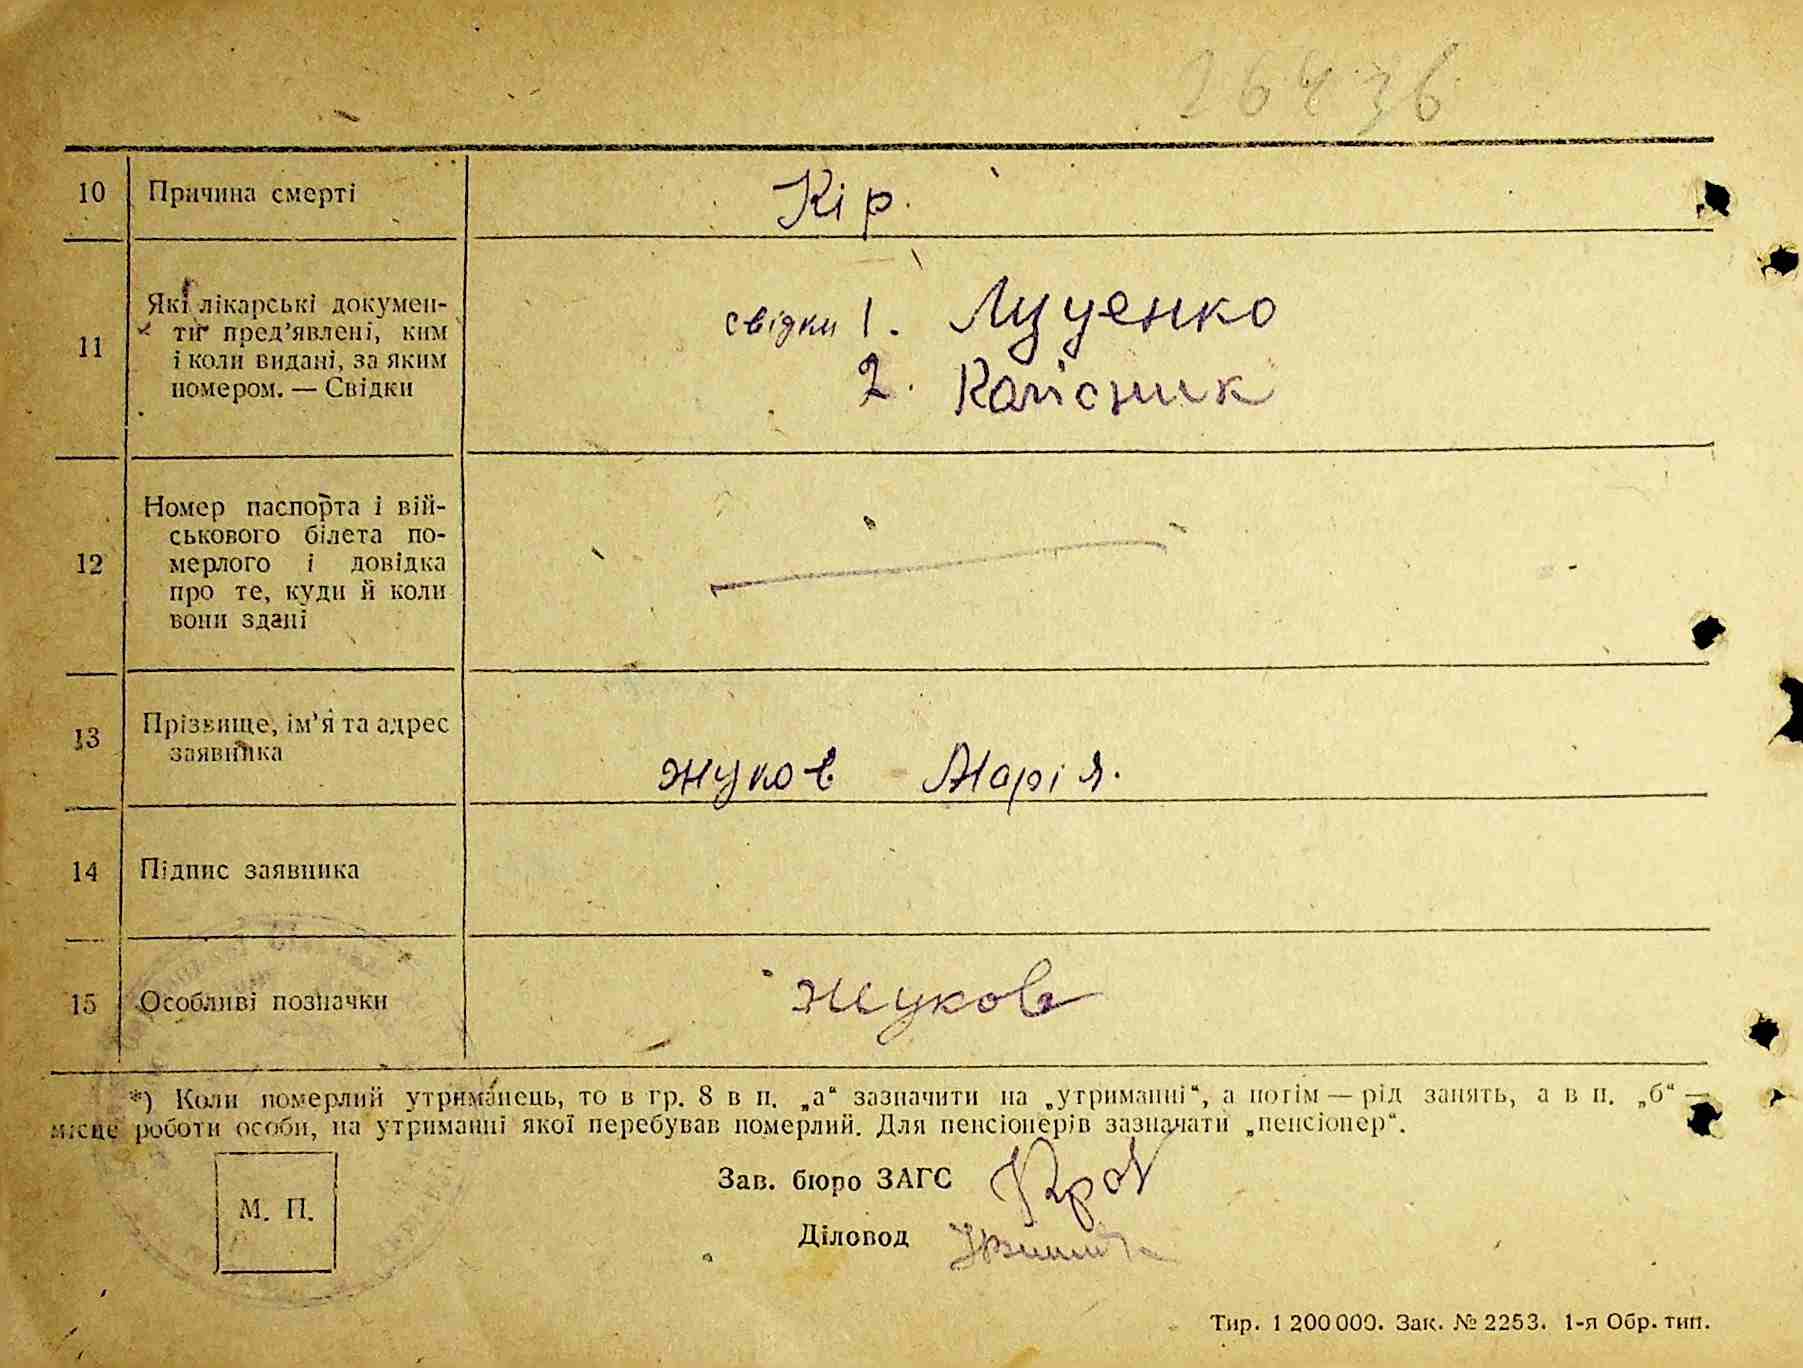 10 Причина смерті Кір.
11 Які лікарські докумен-
ти пред'явлені, ким
і коли видані, за яким
номером. — Свідки
свідки 1. Луценко
2. Колісник
12 Номер паспорта і вій-
ськового білета по-
мерлого і довідка
про те, куди й коли
вони здані
13 Прізвище, ім'я та адрес
заявника
Жуков Марія.
14 Підпис заявника
15 Особливі позначки Жуков
*) Коли померлий утриманець, то в гр. 8 в п. „а“ зазначити на „утриманні“, а потім — рід занять, а в п. „б“ —
місце роботи особи, на утриманні якої перебував померлий. Для пенсіонерів зазначати „пенсіонер“.
М. П.
Зав. бюро ЗАГС
Діловод
Тир. 1 200 000. Зак. № 2253. 1-я Обр. тип.